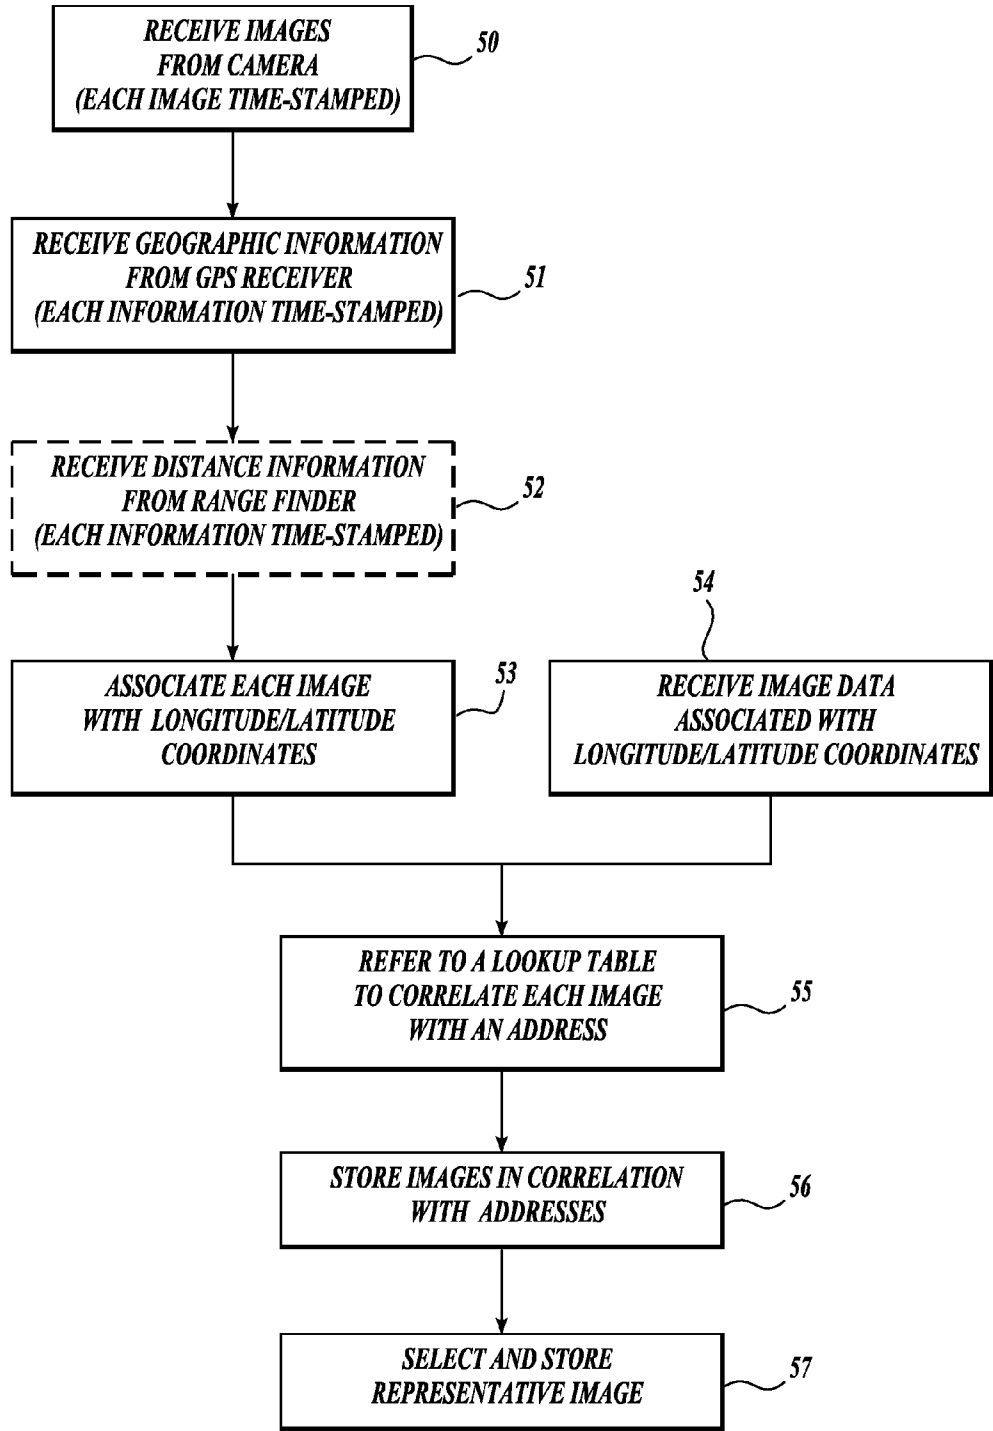 RECEIVE IMAGES
FROM CAMERA
(EACH IMAGE TIME-STAMPED)
50
RECEIVE GEOGRAPHIC INFORMATION
FROM GPS RECEIVER
(EACH INFORMATION TIME-STAMPED)
51
RECEIVE DISTANCE INFORMATION
FROM RANGE FINDER
(EACH INFORMATION TIME-STAMPED)
52
ASSOCIATE EACH IMAGE
WITH LONGITUDE/LATITUDE
COORDINATES
53
54
RECEIVE IMAGE DATA
ASSOCIATED WITH
LONGITUDE/LATITUDE COORDINATES
REFER TO A LOOKUP TABLE
TO CORRELATE EACH IMAGE
WITH AN ADDRESS
55
STORE IMAGES IN CORRELATION
WITH ADDRESSES
56
SELECT AND STORE
REPRESENTATIVE IMAGE
57